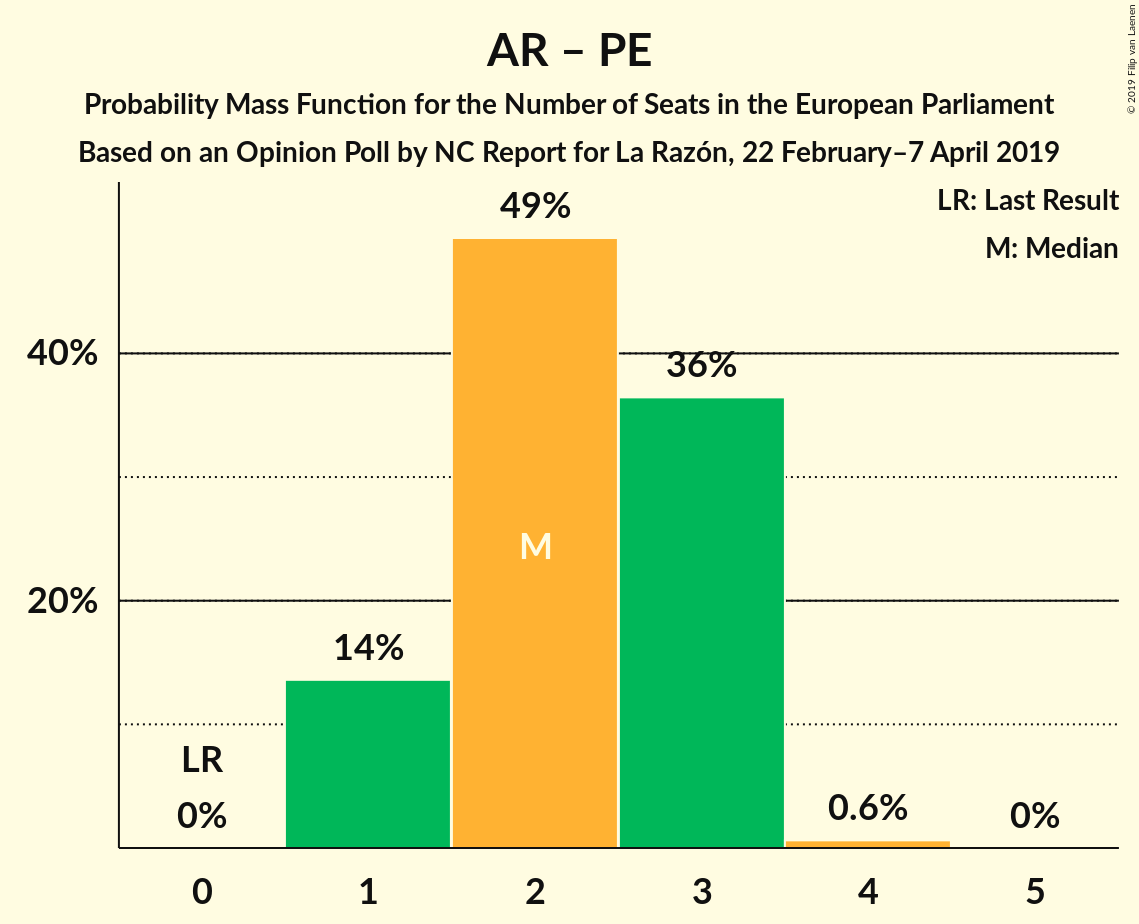 AR – PE
Probability Mass Function for the Number of Seats in the European Parliament
Based on an Opinion Poll by NC Report for La Razón, 22 February–7 April 2019
© 2019 Filip van Laenen
LR: Last Result
M: Median
49%
40%
36%
M
20%
14%
LR
0%
0.6%
0%
0 1 2 3 4 5